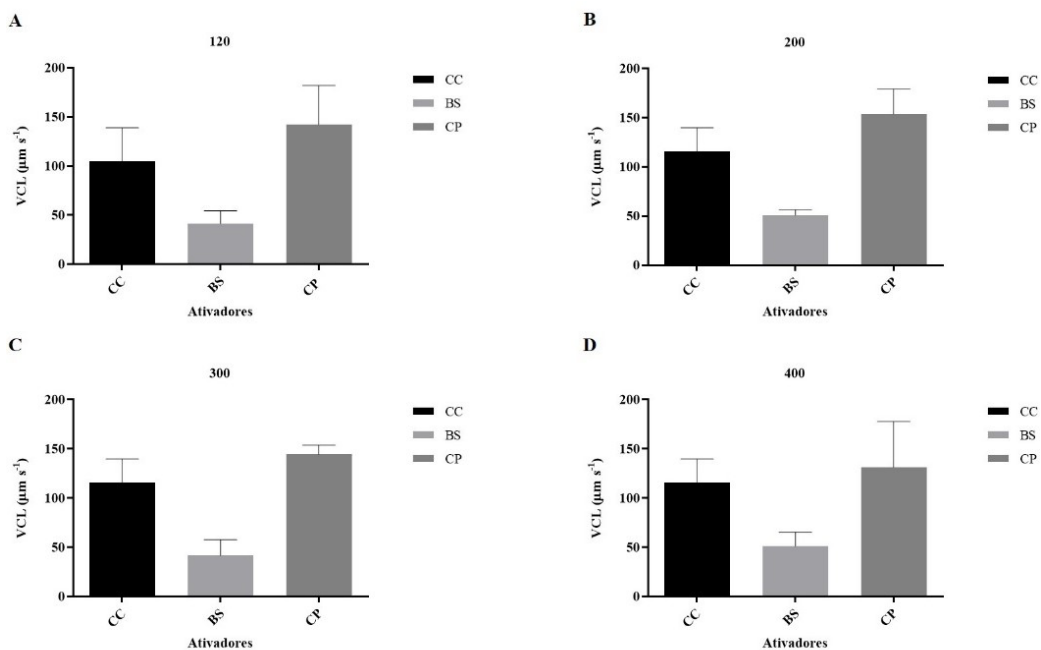 A
120
VCL (μm s⁻¹)
200
150
100
50
0
CC
BS
CP
Ativadores
CC
BS
CP
B
200
VCL (μm s⁻¹)
200
150
100
50
0
CC
BS
CP
Ativadores
CC
BS
CP
C
300
VCL (μm s⁻¹)
200
150
100
50
0
CC
BS
CP
Ativadores
CC
BS
CP
D
400
VCL (μm s⁻¹)
200
150
100
50
0
CC
BS
CP
Ativadores
CC
BS
CP